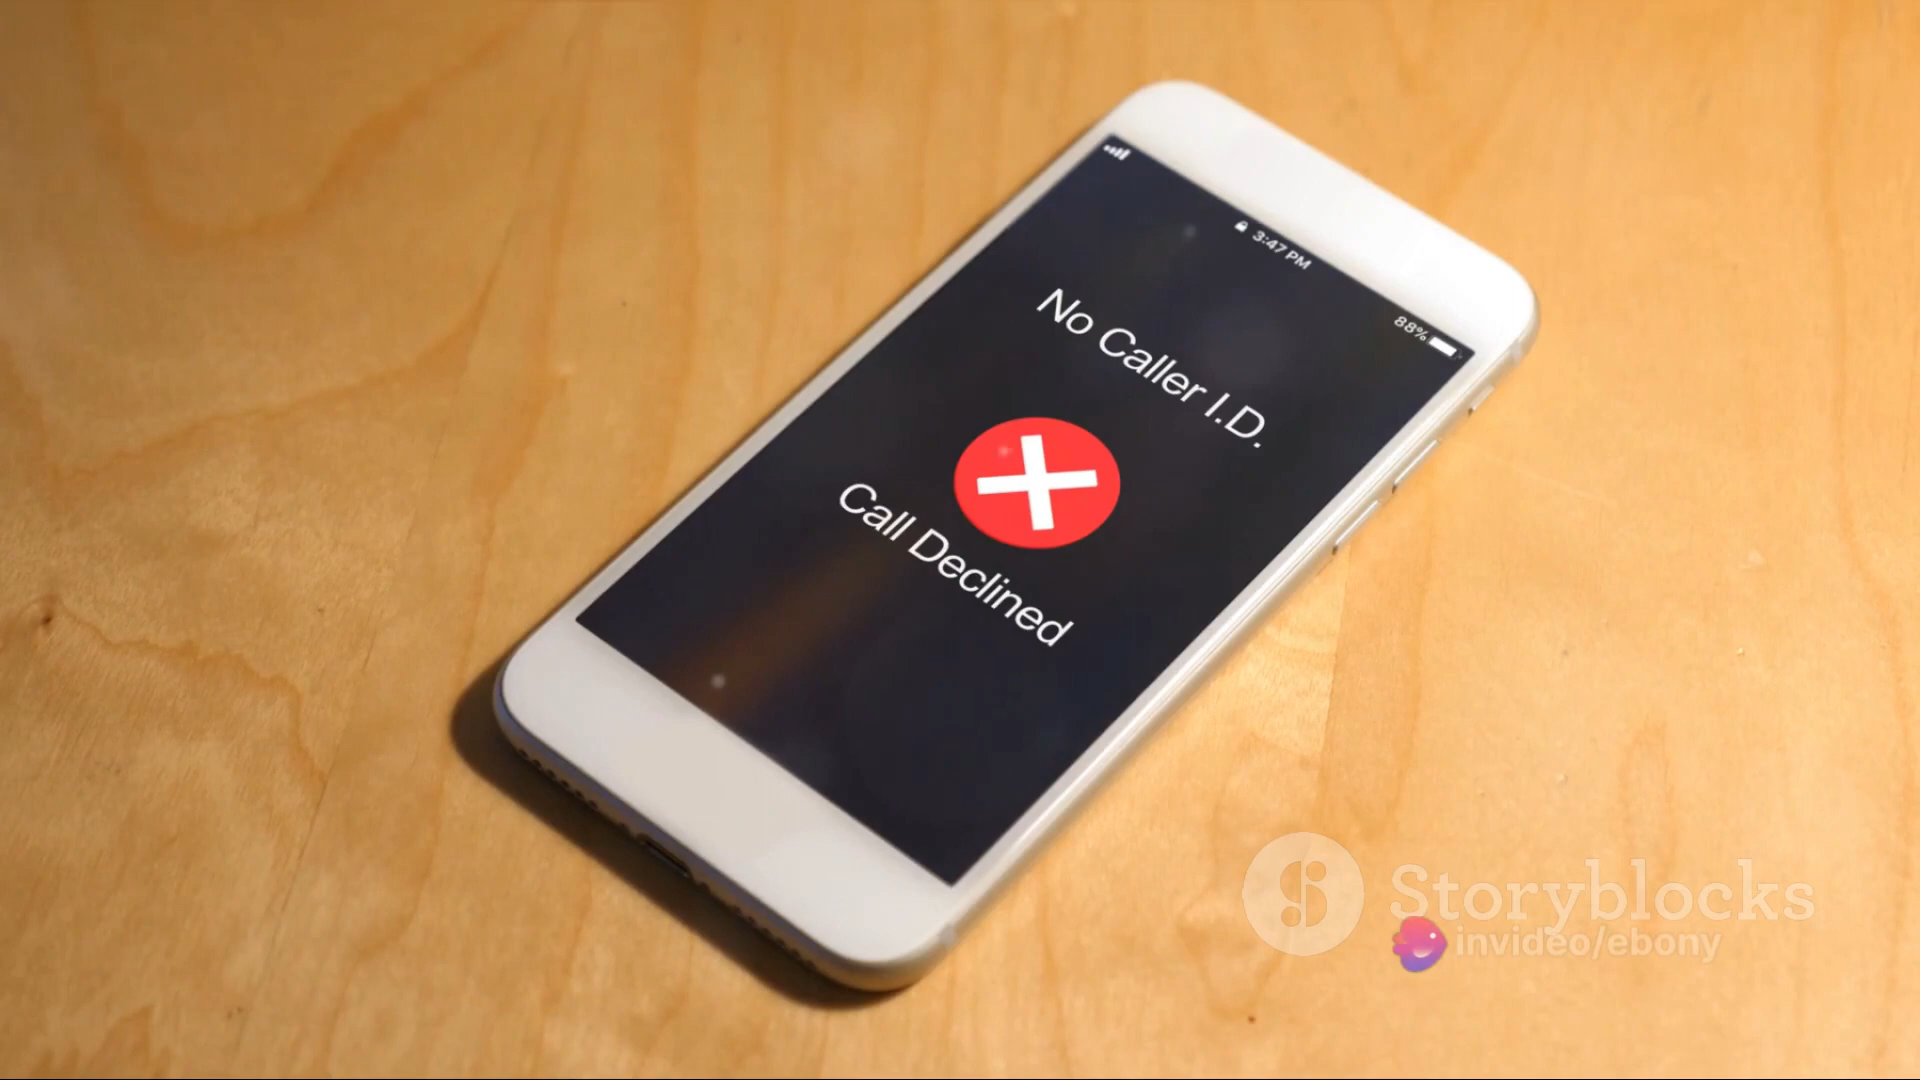 3:47 PM
88%
No Caller I.D.
Call Declined
Storyblocks
invideo/ebony